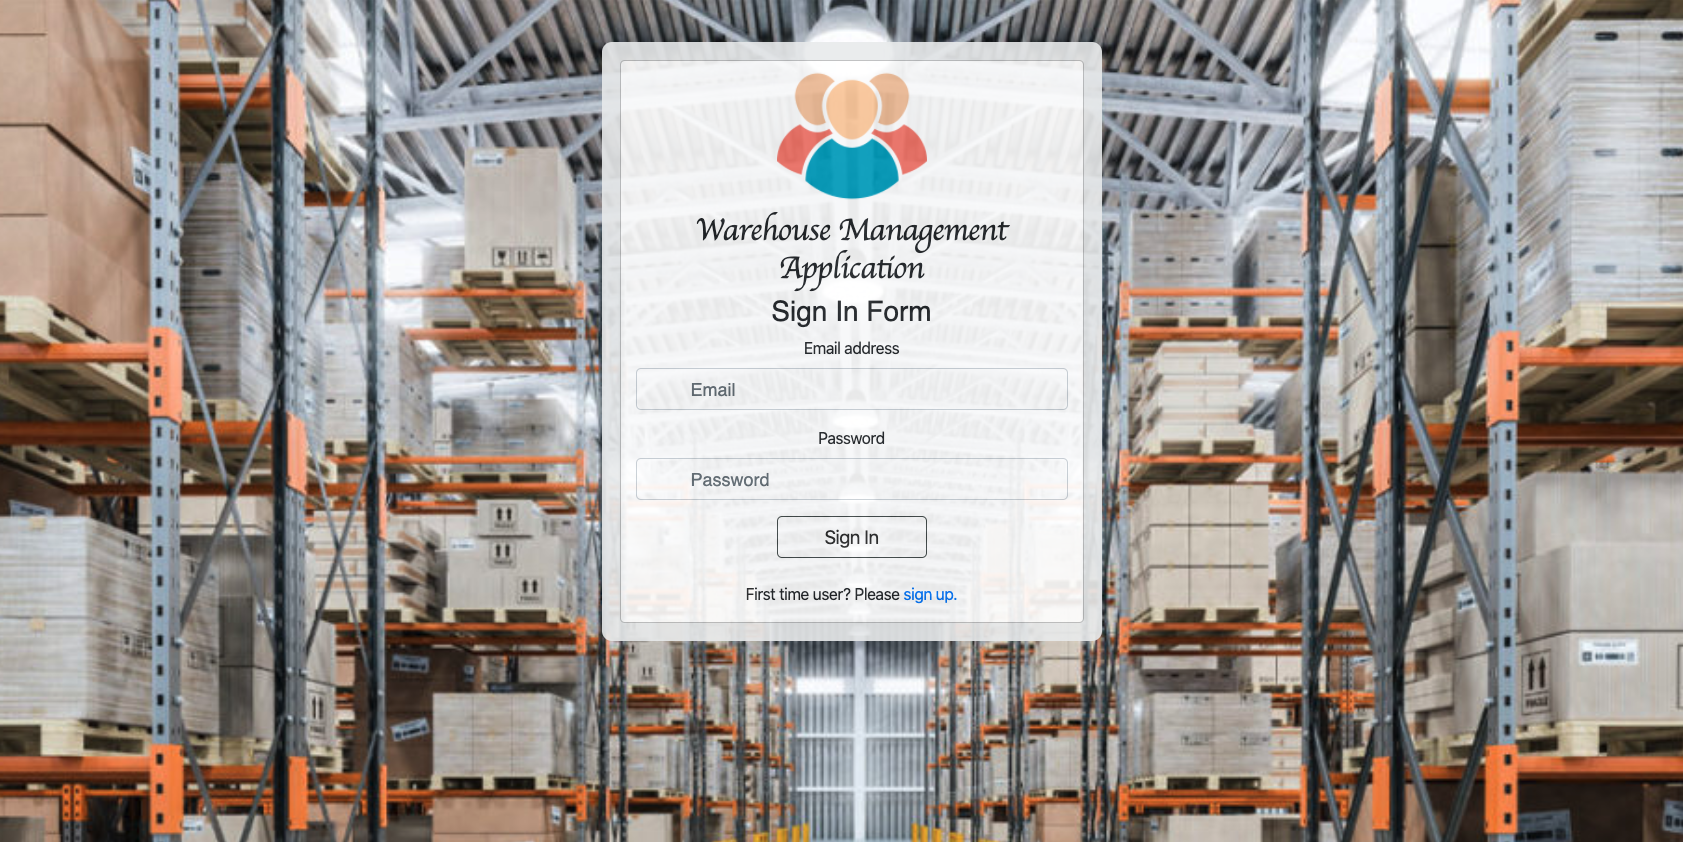 Warehouse Management
Application
Sign In Form
Email address
Email
Password
Password
Sign In
First time user? Please sign up.